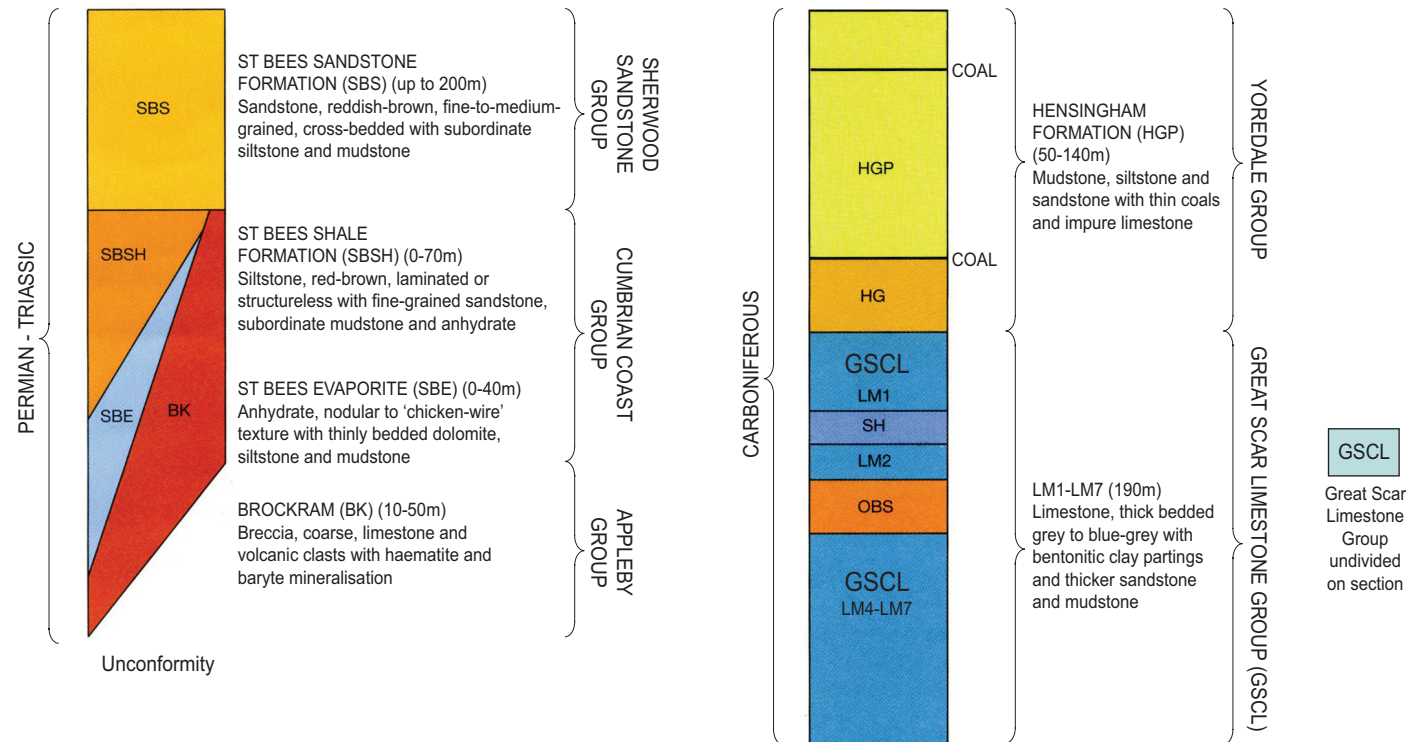 PERMIAN - TRIASSIC
SBS
SBSH
SBE
BK
Unconformity
ST BEES SANDSTONE
FORMATION (SBS) (up to 200m)
Sandstone, reddish-brown, fine-to-medium-
grained, cross-bedded with subordinate
siltstone and mudstone
ST BEES SHALE
FORMATION (SBSH) (0-70m)
Siltstone, red-brown, laminated or
structureless with fine-grained sandstone,
subordinate mudstone and anhydrate
ST BEES EVAPORITE (SBE) (0-40m)
Anhydrate, nodular to ‘chicken-wire’
texture with thinly bedded dolomite,
siltstone and mudstone
BROCKRAM (BK) (10-50m)
Breccia, coarse, limestone and
volcanic clasts with haematite and
baryte mineralisation
SHERWOOD
SANDSTONE
GROUP
CUMBRIAN COAST
GROUP
APPLEBY
GROUP
CARBONIFEROUS
COAL
HGP
COAL
HG
GSCL
LM1
SH
LM2
OBS
GSCL
LM4-LM7
HENSINGHAM
FORMATION (HGP)
(50-140m)
Mudstone, siltstone and
sandstone with thin coals
and impure limestone
LM1-LM7 (190m)
Limestone, thick bedded
grey to blue-grey with
bentonitic clay partings
and thicker sandstone
and mudstone
YOREDALE GROUP
GREAT SCAR LIMESTONE GROUP (GSCL)
GSCL
Great Scar
Limestone
Group
undivided
on section